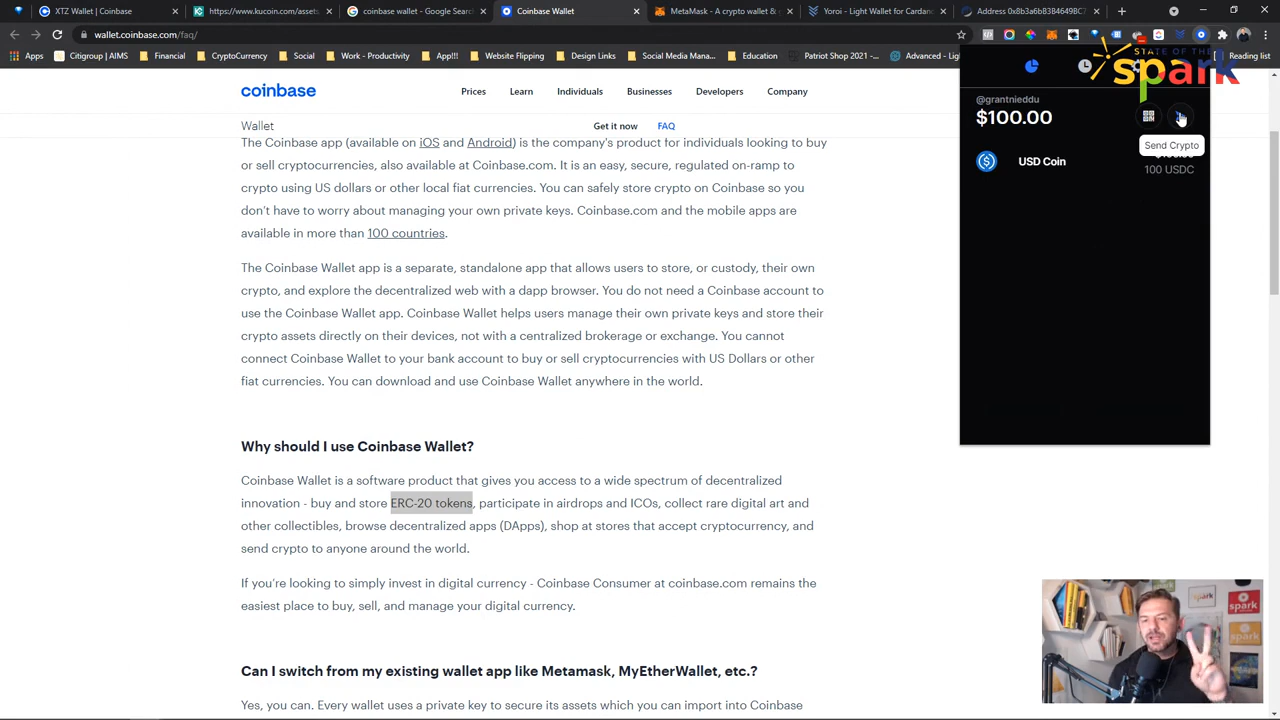 XTZ Wallet | Coinbase
https://www.kucoin.com/assets
coinbase wallet - Google Search
Coinbase Wallet
MetaMask - A crypto wallet &
Yoroi - Light Wallet for Cardano
Address 0x8b3a6bB3B4649BC7
wallet.coinbase.com/faq/
Apps
Citigroup | AIMS
Financial
CryptoCurrency
Social
Work - Productivity
App!!!
Website Flipping
Design Links
Social Media Mana...
Education
Patriot Shop 2021 -...
Advanced - Light
Reading list
STATE OF THE
spark
coinbase
Prices
Learn
Individuals
Businesses
Developers
Company
Wallet
Get it now
FAQ
The Coinbase app (available on iOS and Android) is the company's product for individuals looking to buy
or sell cryptocurrencies, also available at Coinbase.com. It is an easy, secure, regulated on-ramp to
crypto using US dollars or other local fiat currencies. You can safely store crypto on Coinbase so you
don't have to worry about managing your own private keys. Coinbase.com and the mobile apps are
available in more than 100 countries.
The Coinbase Wallet app is a separate, standalone app that allows users to store, or custody, their own
crypto, and explore the decentralized web with a dapp browser. You do not need a Coinbase account to
use the Coinbase Wallet app. Coinbase Wallet helps users manage their own private keys and store their
crypto assets directly on their devices, not with a centralized brokerage or exchange. You cannot
connect Coinbase Wallet to your bank account to buy or sell cryptocurrencies with US Dollars or other
fiat currencies. You can download and use Coinbase Wallet anywhere in the world.
Why should I use Coinbase Wallet?
Coinbase Wallet is a software product that gives you access to a wide spectrum of decentralized
innovation - buy and store ERC-20 tokens, participate in airdrops and ICOs, collect rare digital art and
other collectibles, browse decentralized apps (DApps), shop at stores that accept cryptocurrency, and
send crypto to anyone around the world.
If you're looking to simply invest in digital currency - Coinbase Consumer at coinbase.com remains the
easiest place to buy, sell, and manage your digital currency.
Can I switch from my existing wallet app like Metamask, MyEtherWallet, etc.?
Yes, you can. Every wallet uses a private key to secure its assets which you can import into Coinbase
@grantnieddu
$100.00
Send Crypto
USD Coin
100 USDC
spark
spark
spark